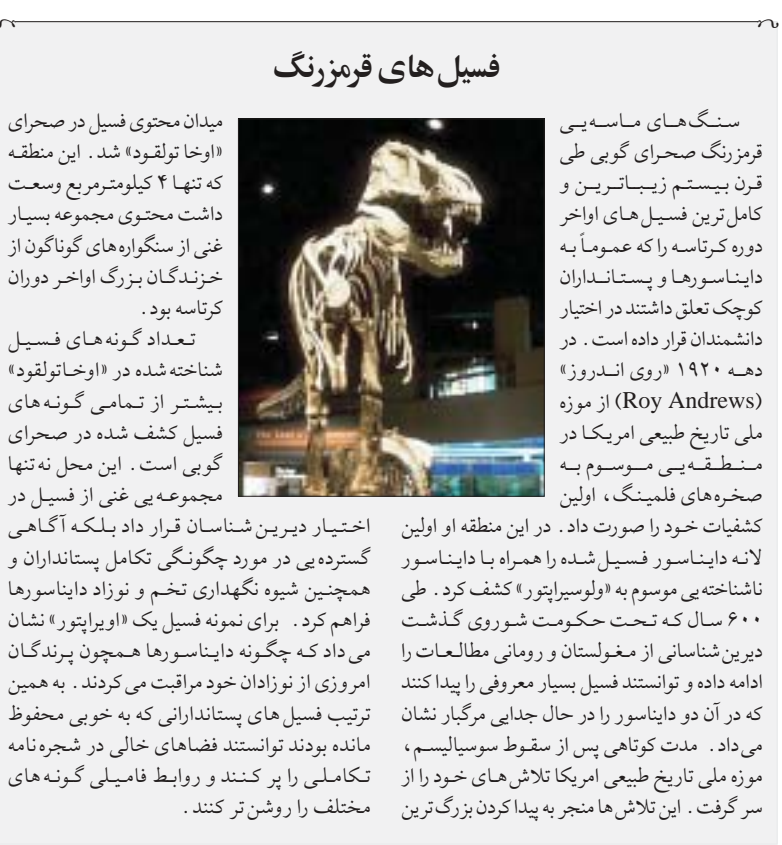 فسیل های قرمزرنگ
سنگ‌های ماسه‌یی
قرمزرنگ صحرای گوبی طی
قرن بیستم زیباترین و
کامل ترین فسیل های اواخر
دوره کرتاسه را که عموماً به
دایناسورها و پستانداران
کوچک تعلق داشتند در اختیار
دانشمندان قرار داده است . در
دهه ۱۹۲۰ «روی اندروز»
(Roy Andrews) از موزه
ملی تاریخ طبیعی امریکا در
منطقه‌یی موسوم به
صخره‌های فلمینگ، اولین
کشفیات خود را صورت داد . در این منطقه او اولین
لانه دایناسور فسیل‌شده را همراه با دایناسور
ناشناخته‌یی موسوم به «ولوسیراپتور» کشف کرد . طی
۶۰۰ سال که تحت حکومت شوروی گذشت
دیرین‌شناسانی از مغولستان و رومانی مطالعات را
ادامه داده و توانستند فسیل بسیار معروفی را پیدا کنند
که در آن دو دایناسور را در حال جدایی مرگبار نشان
می‌داد . مدت کوتاهی پس از سقوط سوسیالیسم،
موزه ملی تاریخ طبیعی امریکا تلاش‌های خود را از
سر گرفت . این تلاش‌ها منجر به پیدا کردن بزرگ ترین
میدان محتوی فسیل در صحرای
«اوخا تولقود» شد . این منطقه
که تنها ۴ کیلومترمربع وسعت
داشت محتوی مجموعه بسیار
غنی از سنگواره‌های گوناگون از
خزندگان بزرگ اواخر دوران
کرتاسه بود .
تعداد گونه‌های فسیل
شناخته شده در «اوخاتولقود»
بیشتر از تمامی گونه‌های
فسیل کشف شده در صحرای
گوبی است . این محل نه‌تنها
مجموعه‌یی غنی از فسیل در
اختیار دیرین‌شناسان قرار داد بلکه آگاهی
گسترده‌یی در مورد چگونگی تکامل پستانداران و
همچنین شیوه نگهداری تخم و نوزاد دایناسورها
فراهم کرد . برای نمونه فسیل یک «اویراپتور» نشان
می‌داد که چگونه دایناسورها همچون پرندگان
امروزی از نوزادان خود مراقبت می‌کردند . به همین
ترتیب فسیل های پستاندارانی که به خوبی محفوظ
مانده بودند توانستند فضاهای خالی در شجره‌نامه
تکاملی را پر کنند و روابط فامیلی گونه‌های
مختلف را روشن‌تر کنند .